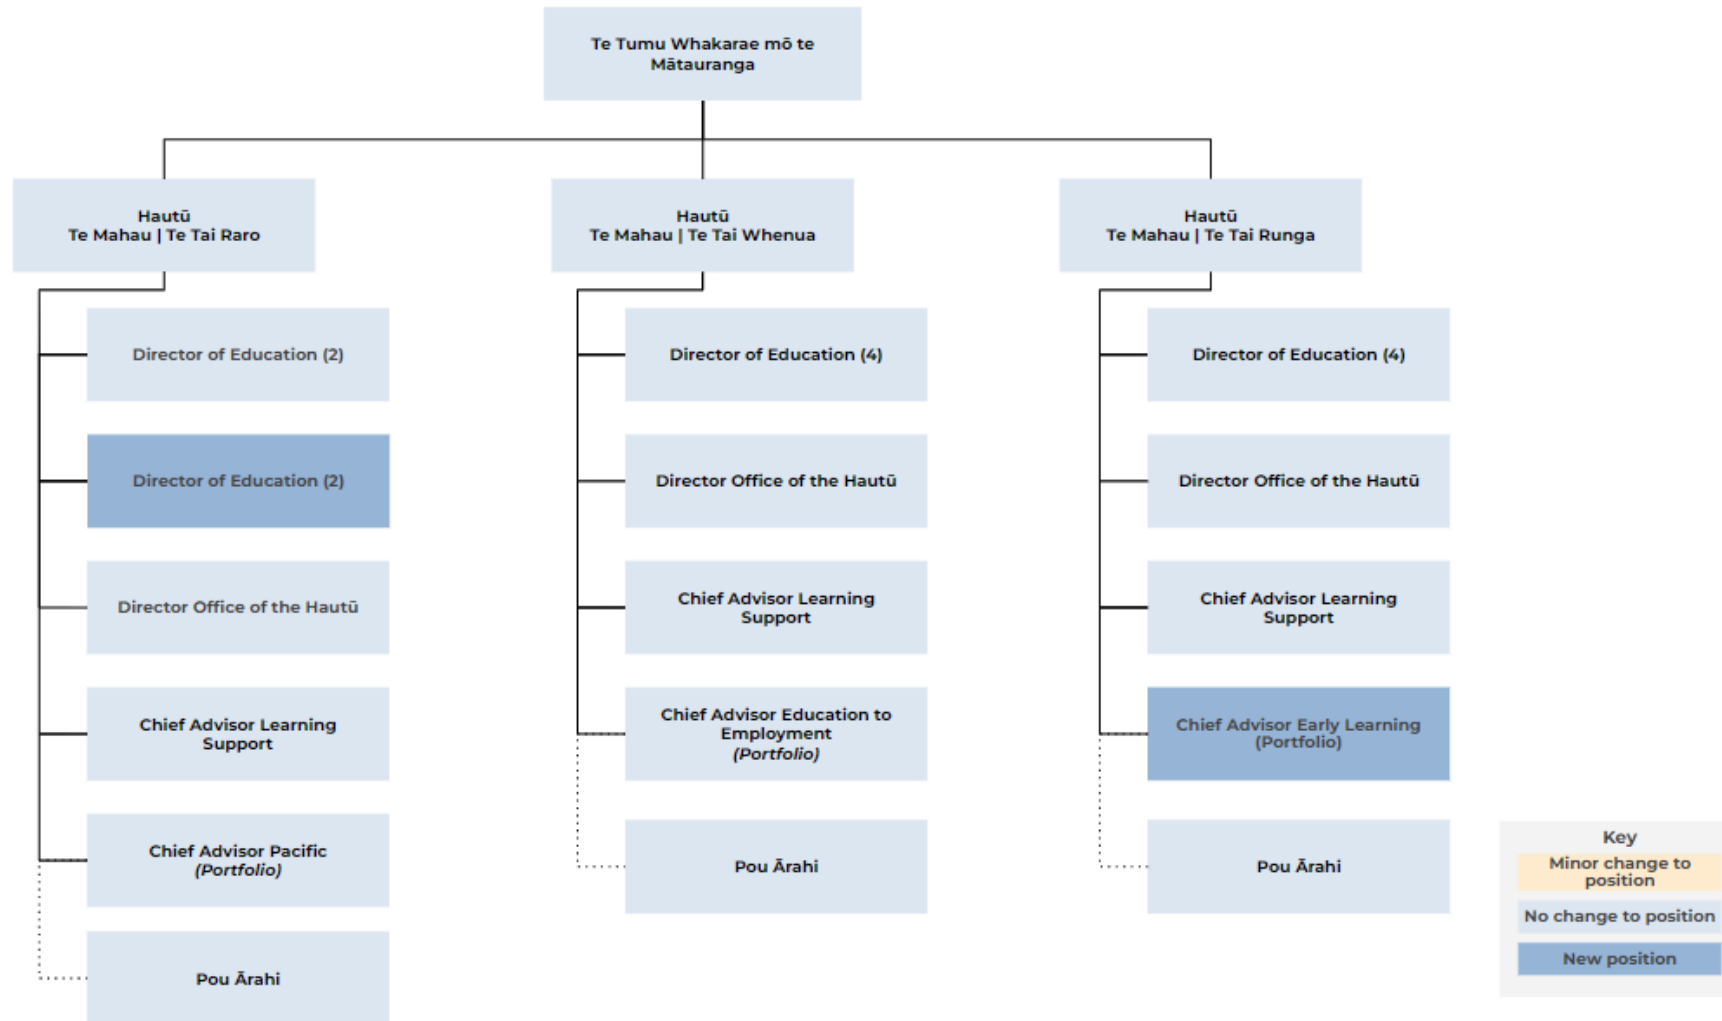 Te Tumu Whakarae mō te
Mātauranga
Hautū
Te Mahau | Te Tai Raro
Hautū
Te Mahau | Te Tai Whenua
Hautū
Te Mahau | Te Tai Runga
Director of Education (2)
Director of Education (2)
Director Office of the Hautū
Chief Advisor Learning
Support
Chief Advisor Pacific
(Portfolio)
Pou Ārahi
Director of Education (4)
Director Office of the Hautū
Chief Advisor Learning
Support
Chief Advisor Education to
Employment
(Portfolio)
Pou Ārahi
Director of Education (4)
Director Office of the Hautū
Chief Advisor Learning
Support
Chief Advisor Early Learning
(Portfolio)
Pou Ārahi
Key
Minor change to
position
No change to position
New position